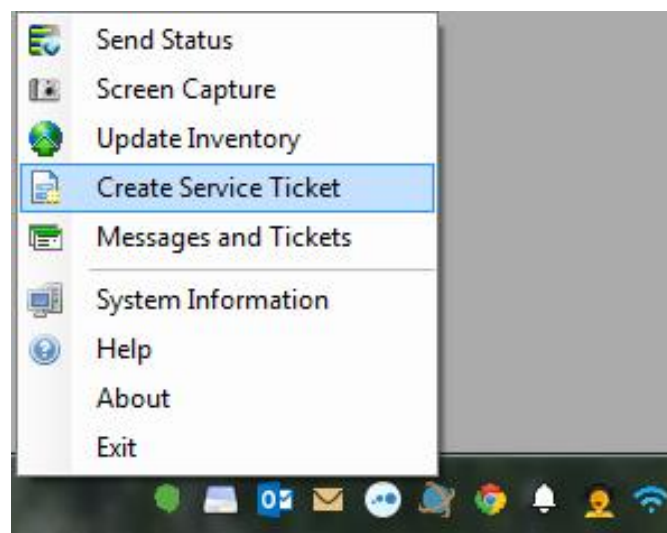 Send Status
Screen Capture
Update Inventory
Create Service Ticket
Messages and Tickets
System Information
Help
About
Exit